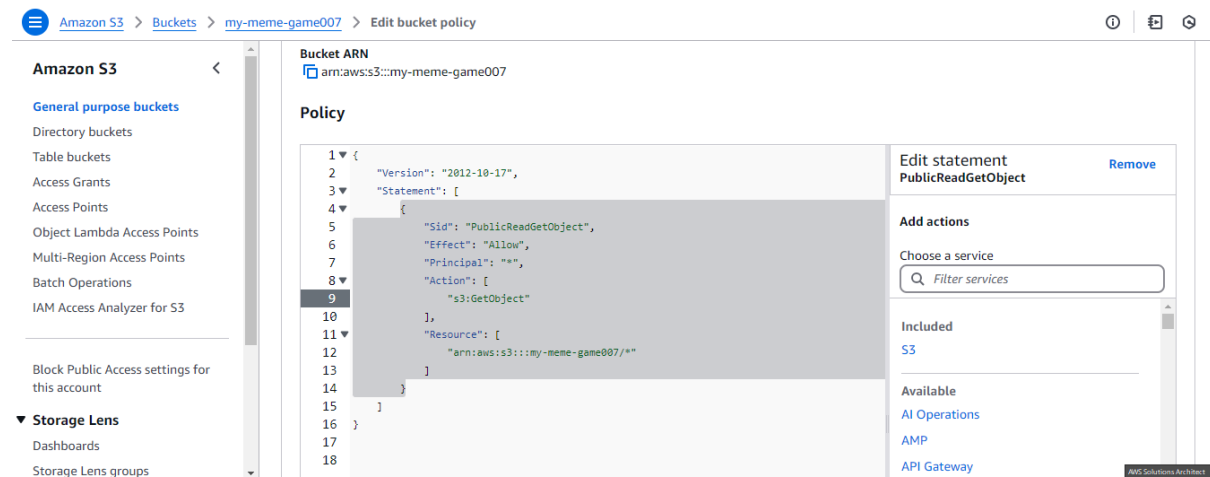 Amazon S3 > Buckets > my-meme-game007 > Edit bucket policy
Amazon S3
General purpose buckets
Directory buckets
Table buckets
Access Grants
Access Points
Object Lambda Access Points
Multi-Region Access Points
Batch Operations
IAM Access Analyzer for S3
Block Public Access settings for
this account
Storage Lens
Dashboards
Storage Lens groups
Bucket ARN
arn:aws:s3:::my-meme-game007
Policy
1 {
2 "Version": "2012-10-17",
3 "Statement": [
4 {
5 "Sid": "PublicReadGetObject",
6 "Effect": "Allow",
7 "Principal": "*",
8 "Action": [
9 "s3:GetObject"
10 ],
11 "Resource": [
12 "arn:aws:s3:::my-meme-game007/*"
13 ]
14 }
15 ]
16 }
17
18
Edit statement
Remove
PublicReadGetObject
Add actions
Choose a service
Filter services
Included
S3
Available
AI Operations
AMP
API Gateway
AWS Solutions Architect